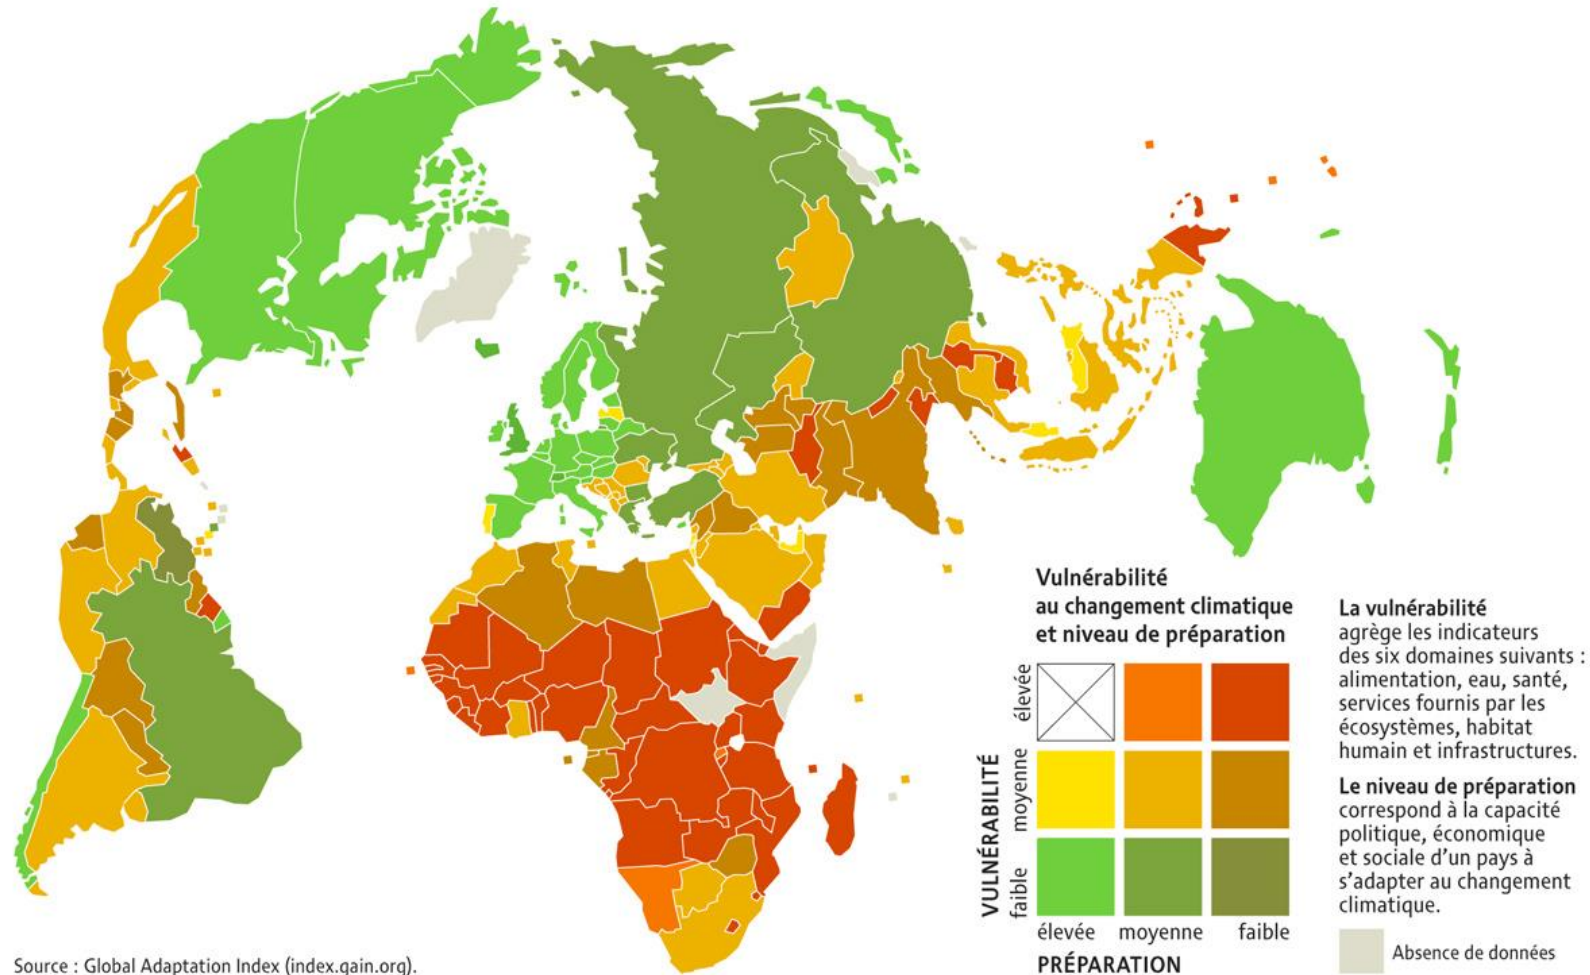 Vulnérabilité
au changement climatique
et niveau de préparation
élevée
moyenne
faible
VULNÉRABILITÉ
élevée moyenne faible
PRÉPARATION
La vulnérabilité
agrège les indicateurs
des six domaines suivants :
alimentation, eau, santé,
services fournis par les
écosystèmes, habitat
humain et infrastructures.
Le niveau de préparation
correspond à la capacité
politique, économique
et sociale d'un pays à
s'adapter au changement
climatique.
Absence de données
Source : Global Adaptation Index (index.gain.org).